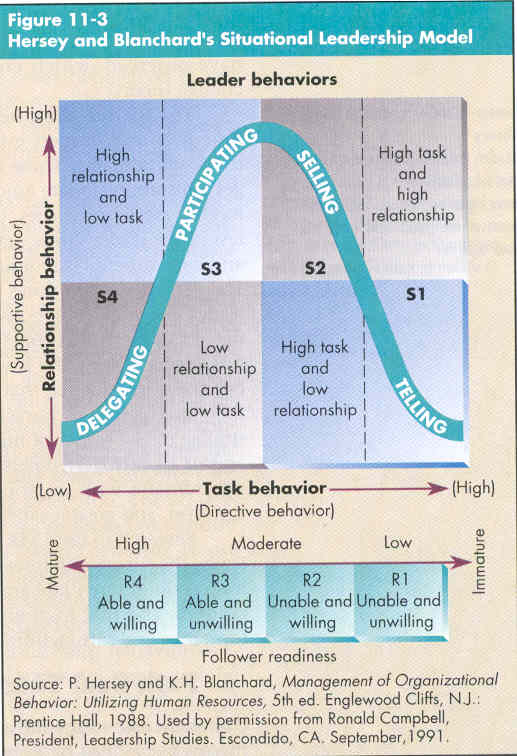 Figure 11-3
Hersey and Blanchard's Situational Leadership Model
Leader behaviors
(High)
High
relationship
and
low task
PARTICIPATING
SELLING
High task
and
high
relationship
(Supportive behavior)
Relationship behavior
S4
S3
S2
S1
DELEGATING
Low
relationship
and
low task
High task
and
low
relationship
TELLING
(Low)
Task behavior
(High)
(Directive behavior)
Mature
High
Moderate
Low
Immature
R4
Able and
willing
R3
Able and
unwilling
R2
Unable and
willing
R1
Unable and
unwilling
Follower readiness
Source: P. Hersey and K.H. Blanchard, Management of Organizational
Behavior: Utilizing Human Resources, 5th ed. Englewood Cliffs, N.J.:
Prentice Hall, 1988. Used by permission from Ronald Campbell,
President, Leadership Studies. Escondido, CA. September,1991.